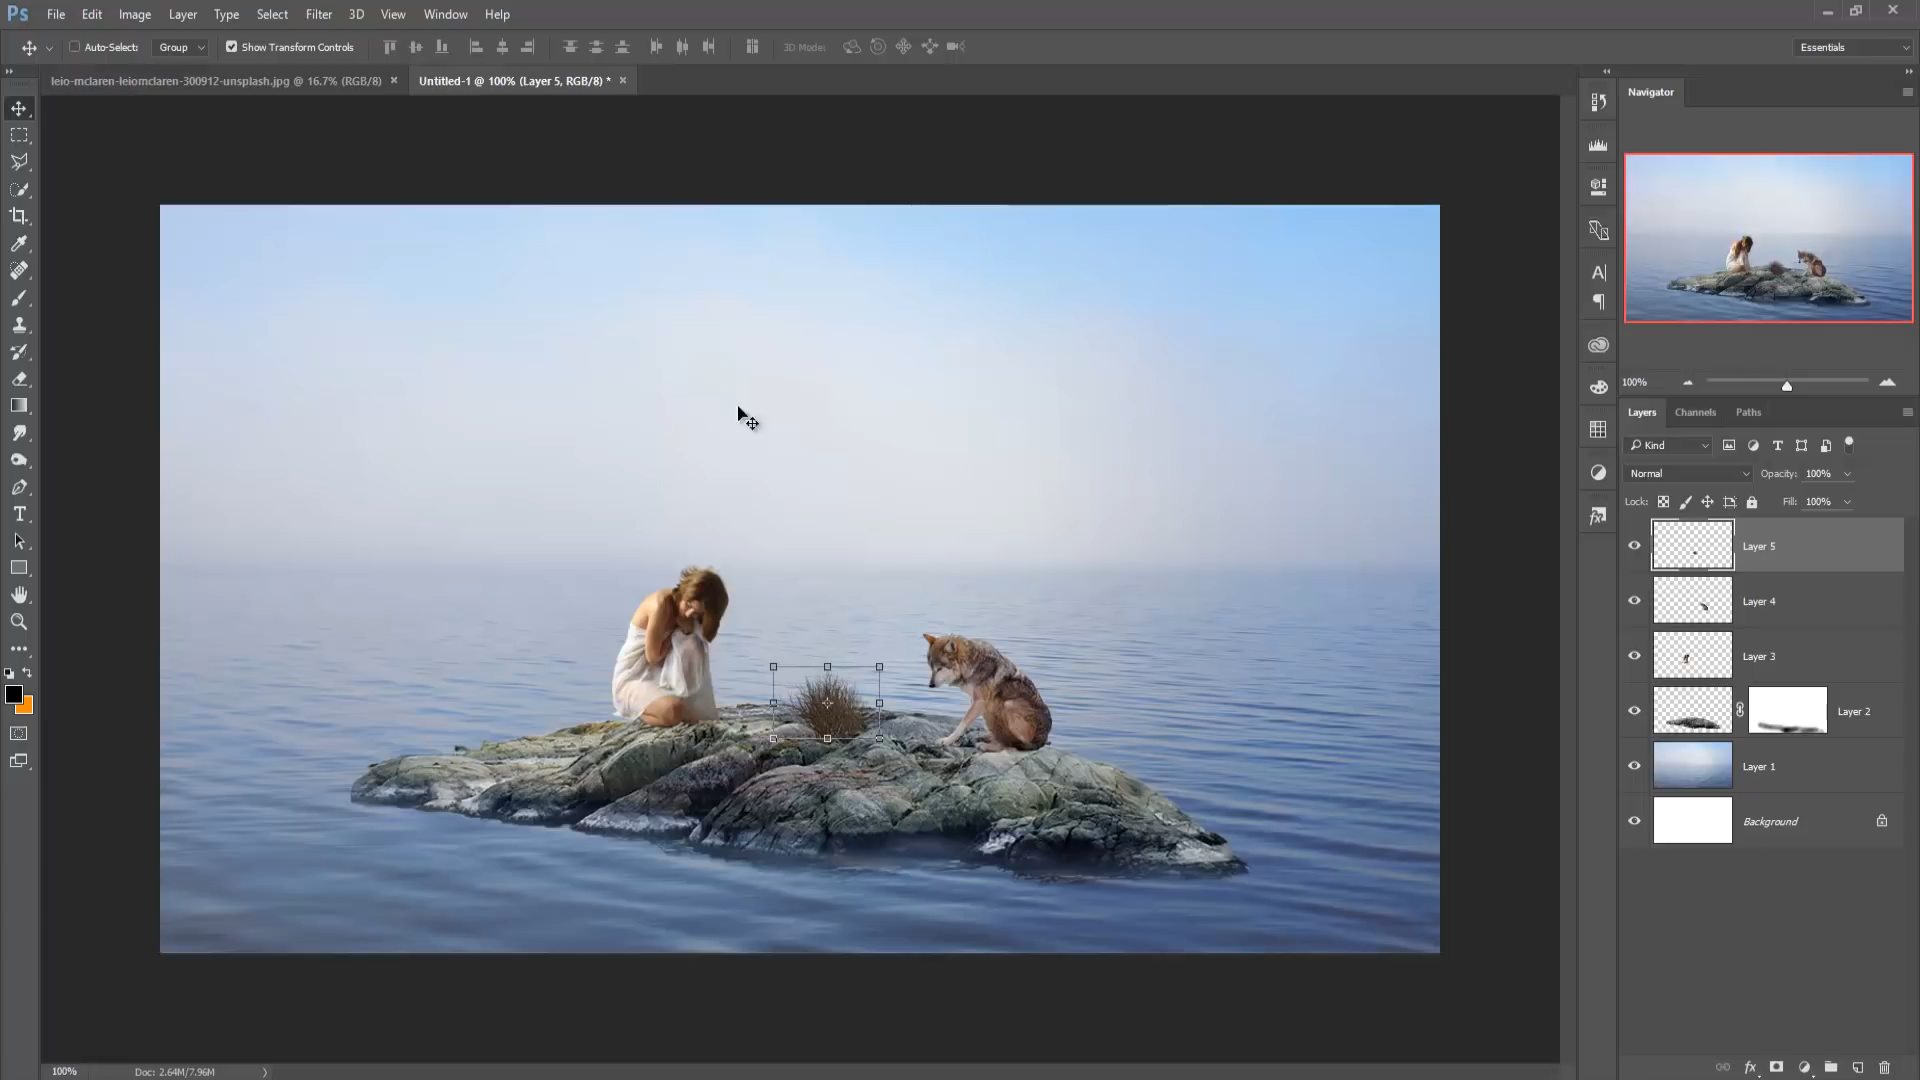 Ps File Edit Image Layer Type Select Filter 3D View Window Help
Auto-Select: Group Show Transform Controls 3D Mode: Essentials
leio-mclaren-leiomclaren-300912-unsplash.jpg @ 16.7% (RGB/8) × Untitled-1 @ 100% (Layer 5, RGB/8) * ×
Navigator
100%
Layers Channels Paths
Kind
Normal Opacity: 100%
Lock: Fill: 100%
Layer 5
Layer 4
Layer 3
Layer 2
Layer 1
Background
100% Doc: 2.64M/7.96M